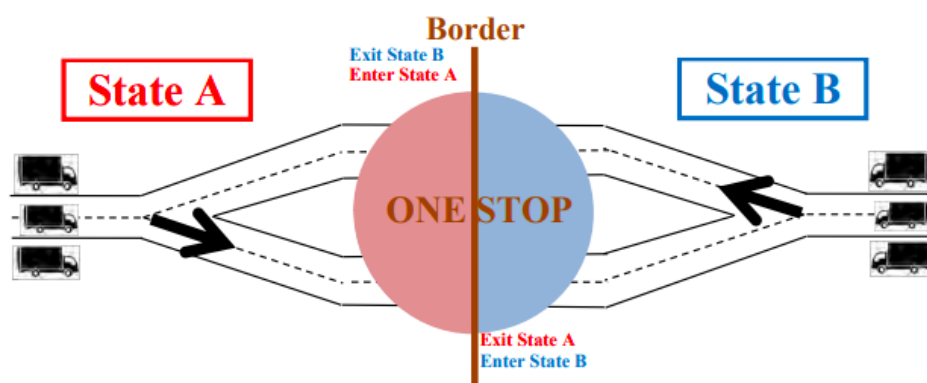 Border
Exit State B
Enter State A
State A
State B
ONE STOP
Exit State A
Enter State B